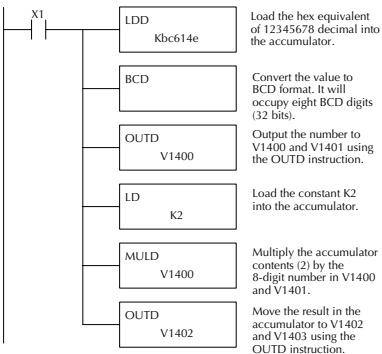 X1
LDD
Kbc614e
Load the hex equivalent
of 12345678 decimal into
the accumulator.
BCD
Convert the value to
BCD format. It will
occupy eight BCD digits
(32 bits).
OUTD
V1400
Output the number to
V1400 and V1401 using
the OUTD instruction.
LD
K2
Load the constant K2
into the accumulator.
MULD
V1400
Multiply the accumulator
contents (2) by the
8-digit number in V1400
and V1401.
OUTD
V1402
Move the result in the
accumulator to V1402
and V1403 using the
OUTD instruction.